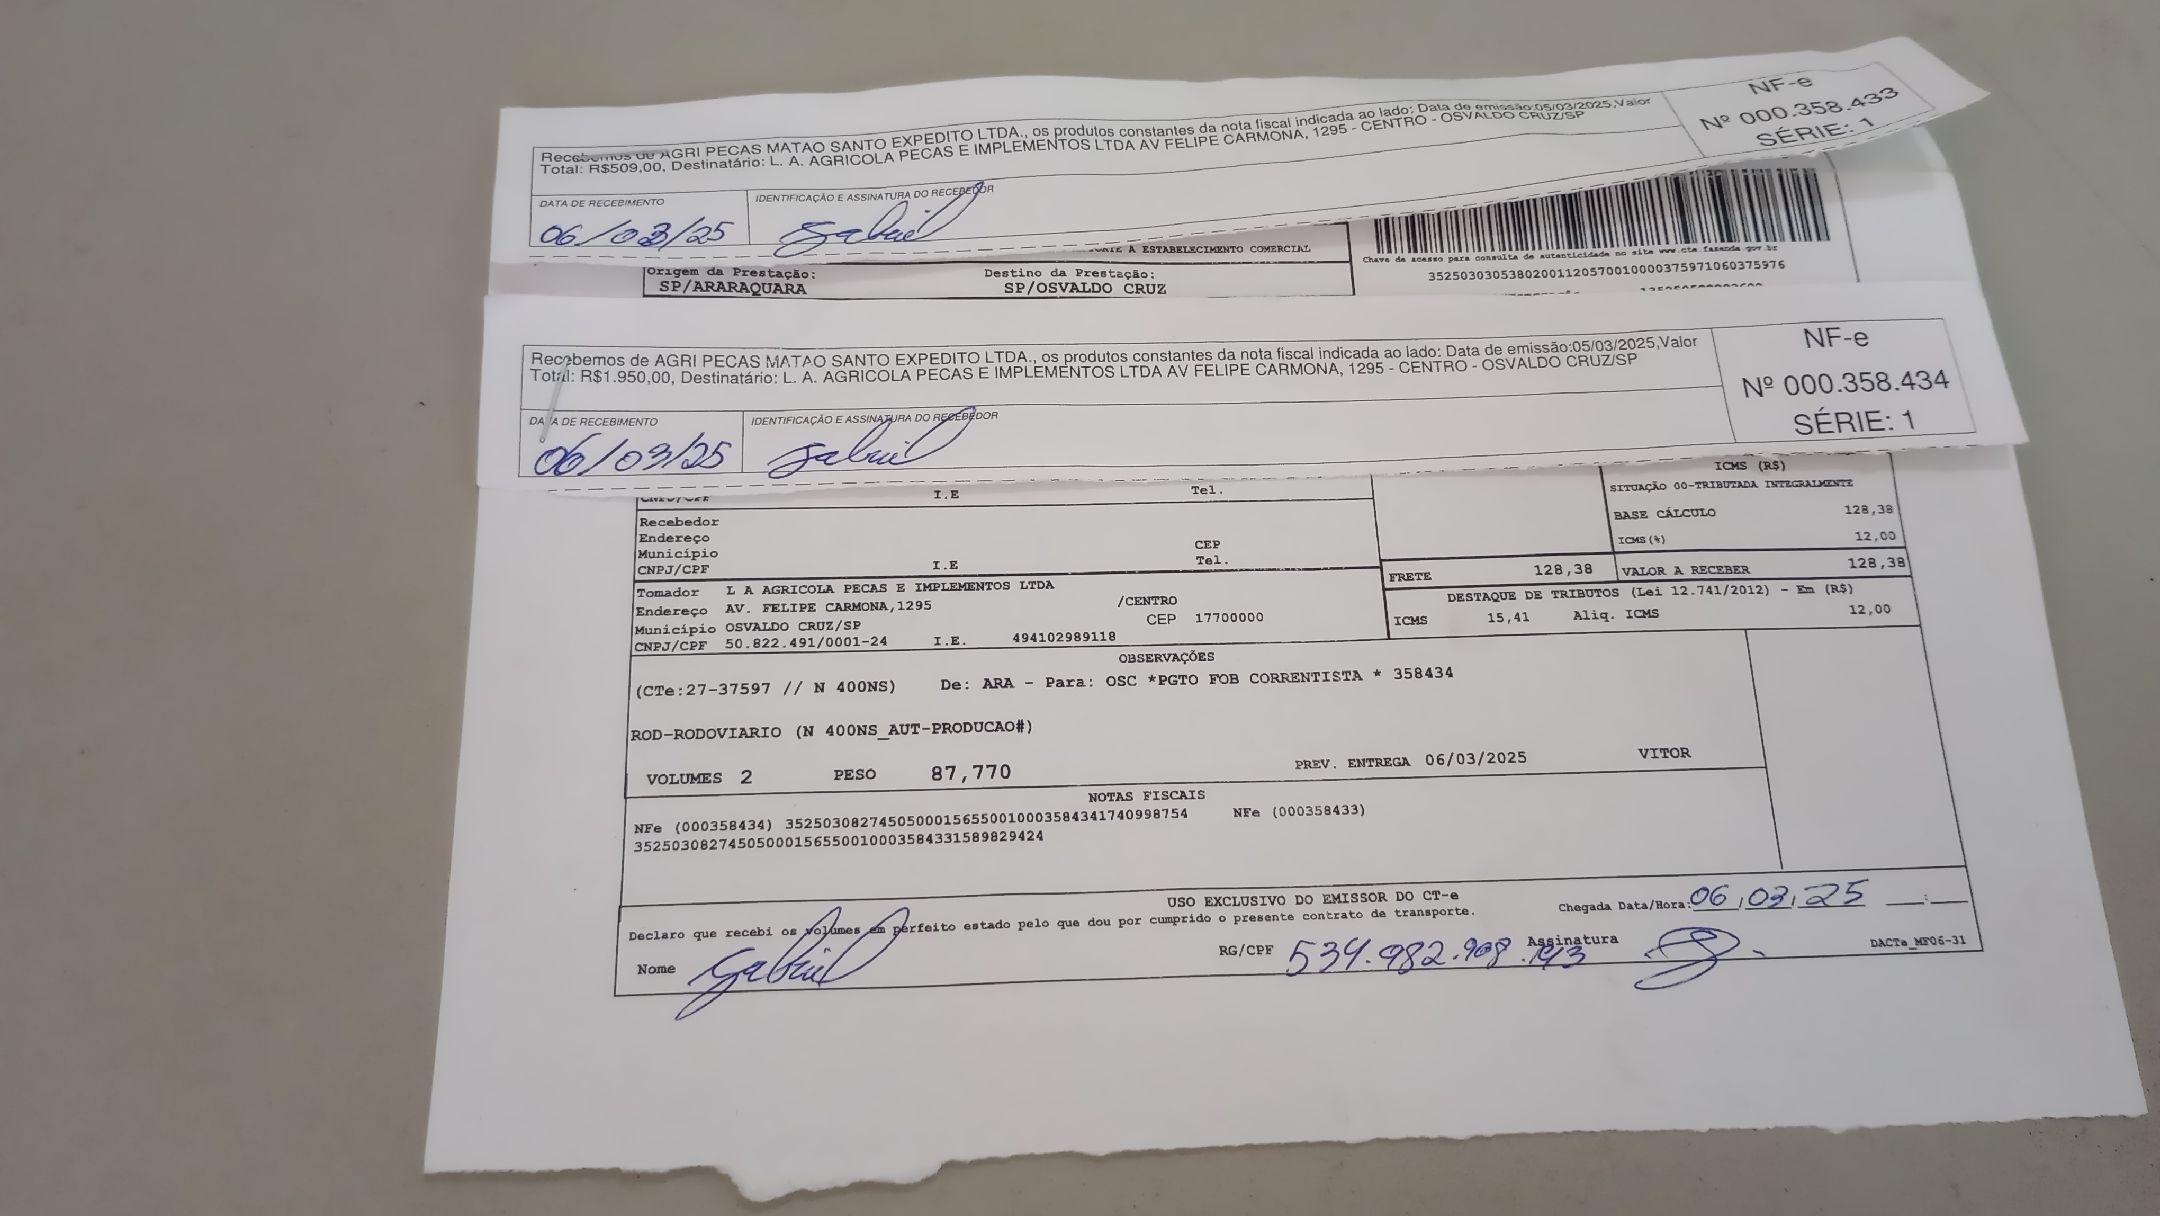 Recebemos de AGRI PECAS MATAO SANTO EXPEDITO LTDA., os produtos constantes da nota fiscal indicada ao lado: Data de emissão:05/03/2025,Valor
Total: R$509,00, Destinatário: L. A. AGRICOLA PECAS E IMPLEMENTOS LTDA AV FELIPE CARMONA, 1295 - CENTRO - OSVALDO CRUZ/SP
NF-e
Nº 000.358.433
SÉRIE: 1
DATA DE RECEBIMENTO
IDENTIFICAÇÃO E ASSINATURA DO RECEBEDOR
06/03/25
Gabriel
A ESTABELECIMENTO COMERCIAL
Chave de acesso para consulta de autenticidade no site www.cte.fazenda.gov.br
35250303053802001120570010000375971060375976
Origem da Prestação:
Destino da Prestação:
SP/ARARAQUARA
SP/OSVALDO CRUZ
Recebemos de AGRI PECAS MATAO SANTO EXPEDITO LTDA., os produtos constantes da nota fiscal indicada ao lado: Data de emissão:05/03/2025,Valor
Total: R$1.950,00, Destinatário: L. A. AGRICOLA PECAS E IMPLEMENTOS LTDA AV FELIPE CARMONA, 1295 - CENTRO - OSVALDO CRUZ/SP
NF-e
Nº 000.358.434
SÉRIE: 1
DATA DE RECEBIMENTO
IDENTIFICAÇÃO E ASSINATURA DO RECEBEDOR
06/03/25
Gabriel
CNPJ/CPF I.E Tel.
Recebedor
Endereço
Município CEP
CNPJ/CPF I.E Tel.
ICMS (R$)
SITUAÇÃO 00-TRIBUTADA INTEGRALMENTE
BASE CÁLCULO 128,38
ICMS(%) 12,00
FRETE 128,38 VALOR A RECEBER 128,38
DESTAQUE DE TRIBUTOS (Lei 12.741/2012) - Em (R$)
ICMS 15,41 Aliq. ICMS 12,00
Tomador L A AGRICOLA PECAS E IMPLEMENTOS LTDA
Endereço AV. FELIPE CARMONA,1295 /CENTRO
Município OSVALDO CRUZ/SP CEP 17700000
CNPJ/CPF 50.822.491/0001-24 I.E. 494102989118
OBSERVAÇÕES
(CTe:27-37597 // N 400NS) De: ARA - Para: OSC *PGTO FOB CORRENTISTA * 358434
ROD-RODOVIARIO (N 400NS_AUT-PRODUCAO#)
VOLUMES 2 PESO 87,770 PREV. ENTREGA 06/03/2025 VITOR
NOTAS FISCAIS
NFe (000358434) 35250308274505000156550010003584341740998754 NFe (000358433)
35250308274505000156550010003584331589829424
USO EXCLUSIVO DO EMISSOR DO CT-e
Declaro que recebi os volumes em perfeito estado pelo que dou por cumprido o presente contrato de transporte.
Chegada Data/Hora: 06,03,25 __:__
Nome Gabriel RG/CPF 534.982.908 Assinatura DACTe_MF06-31